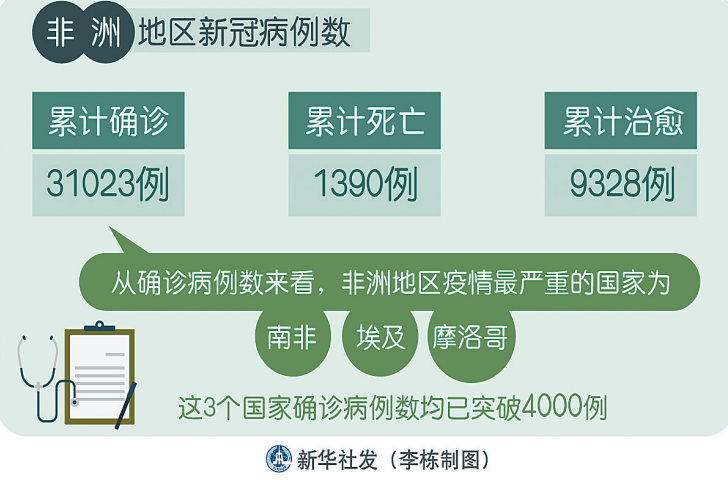 非洲地区新冠病例数
累计确诊
31023例
累计死亡
1390例
累计治愈
9328例
从确诊病例数来看，非洲地区疫情最严重的国家为
南非
埃及
摩洛哥
这3个国家确诊病例数均已突破4000例
新华社发（李栋制图）